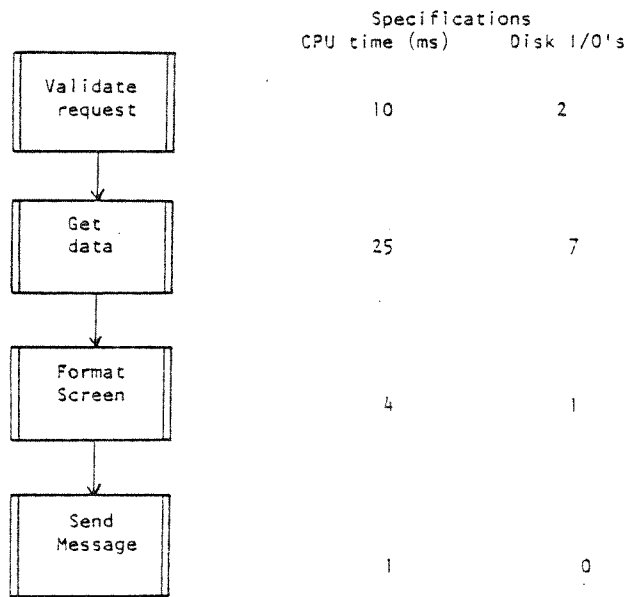 Specifications
CPU time (ms) Disk I/O's
Validate
request
10 2
Get
data
25 7
Format
Screen
4 1
Send
Message
1 0